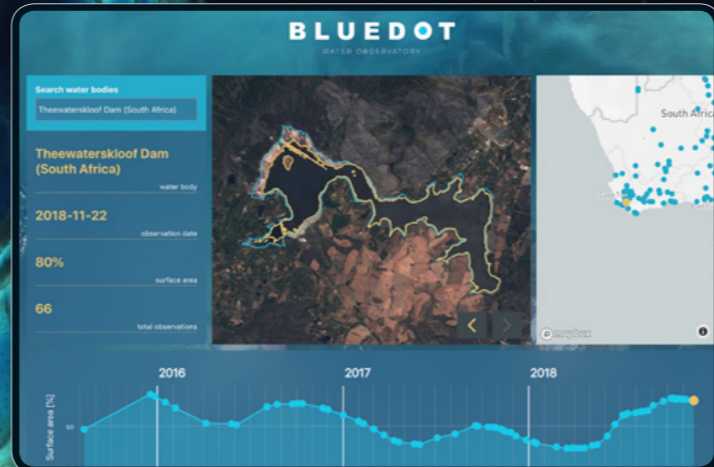 BLUEDOT
WATER OBSERVATORY
Search water bodies
Theewaterskloof Dam (South Africa)
Theewaterskloof Dam
(South Africa)
water body
2018-11-22
observation date
80%
surface area
66
total observations
South Africa
mapbox
2016
2017
2018
Surface area [%]
50